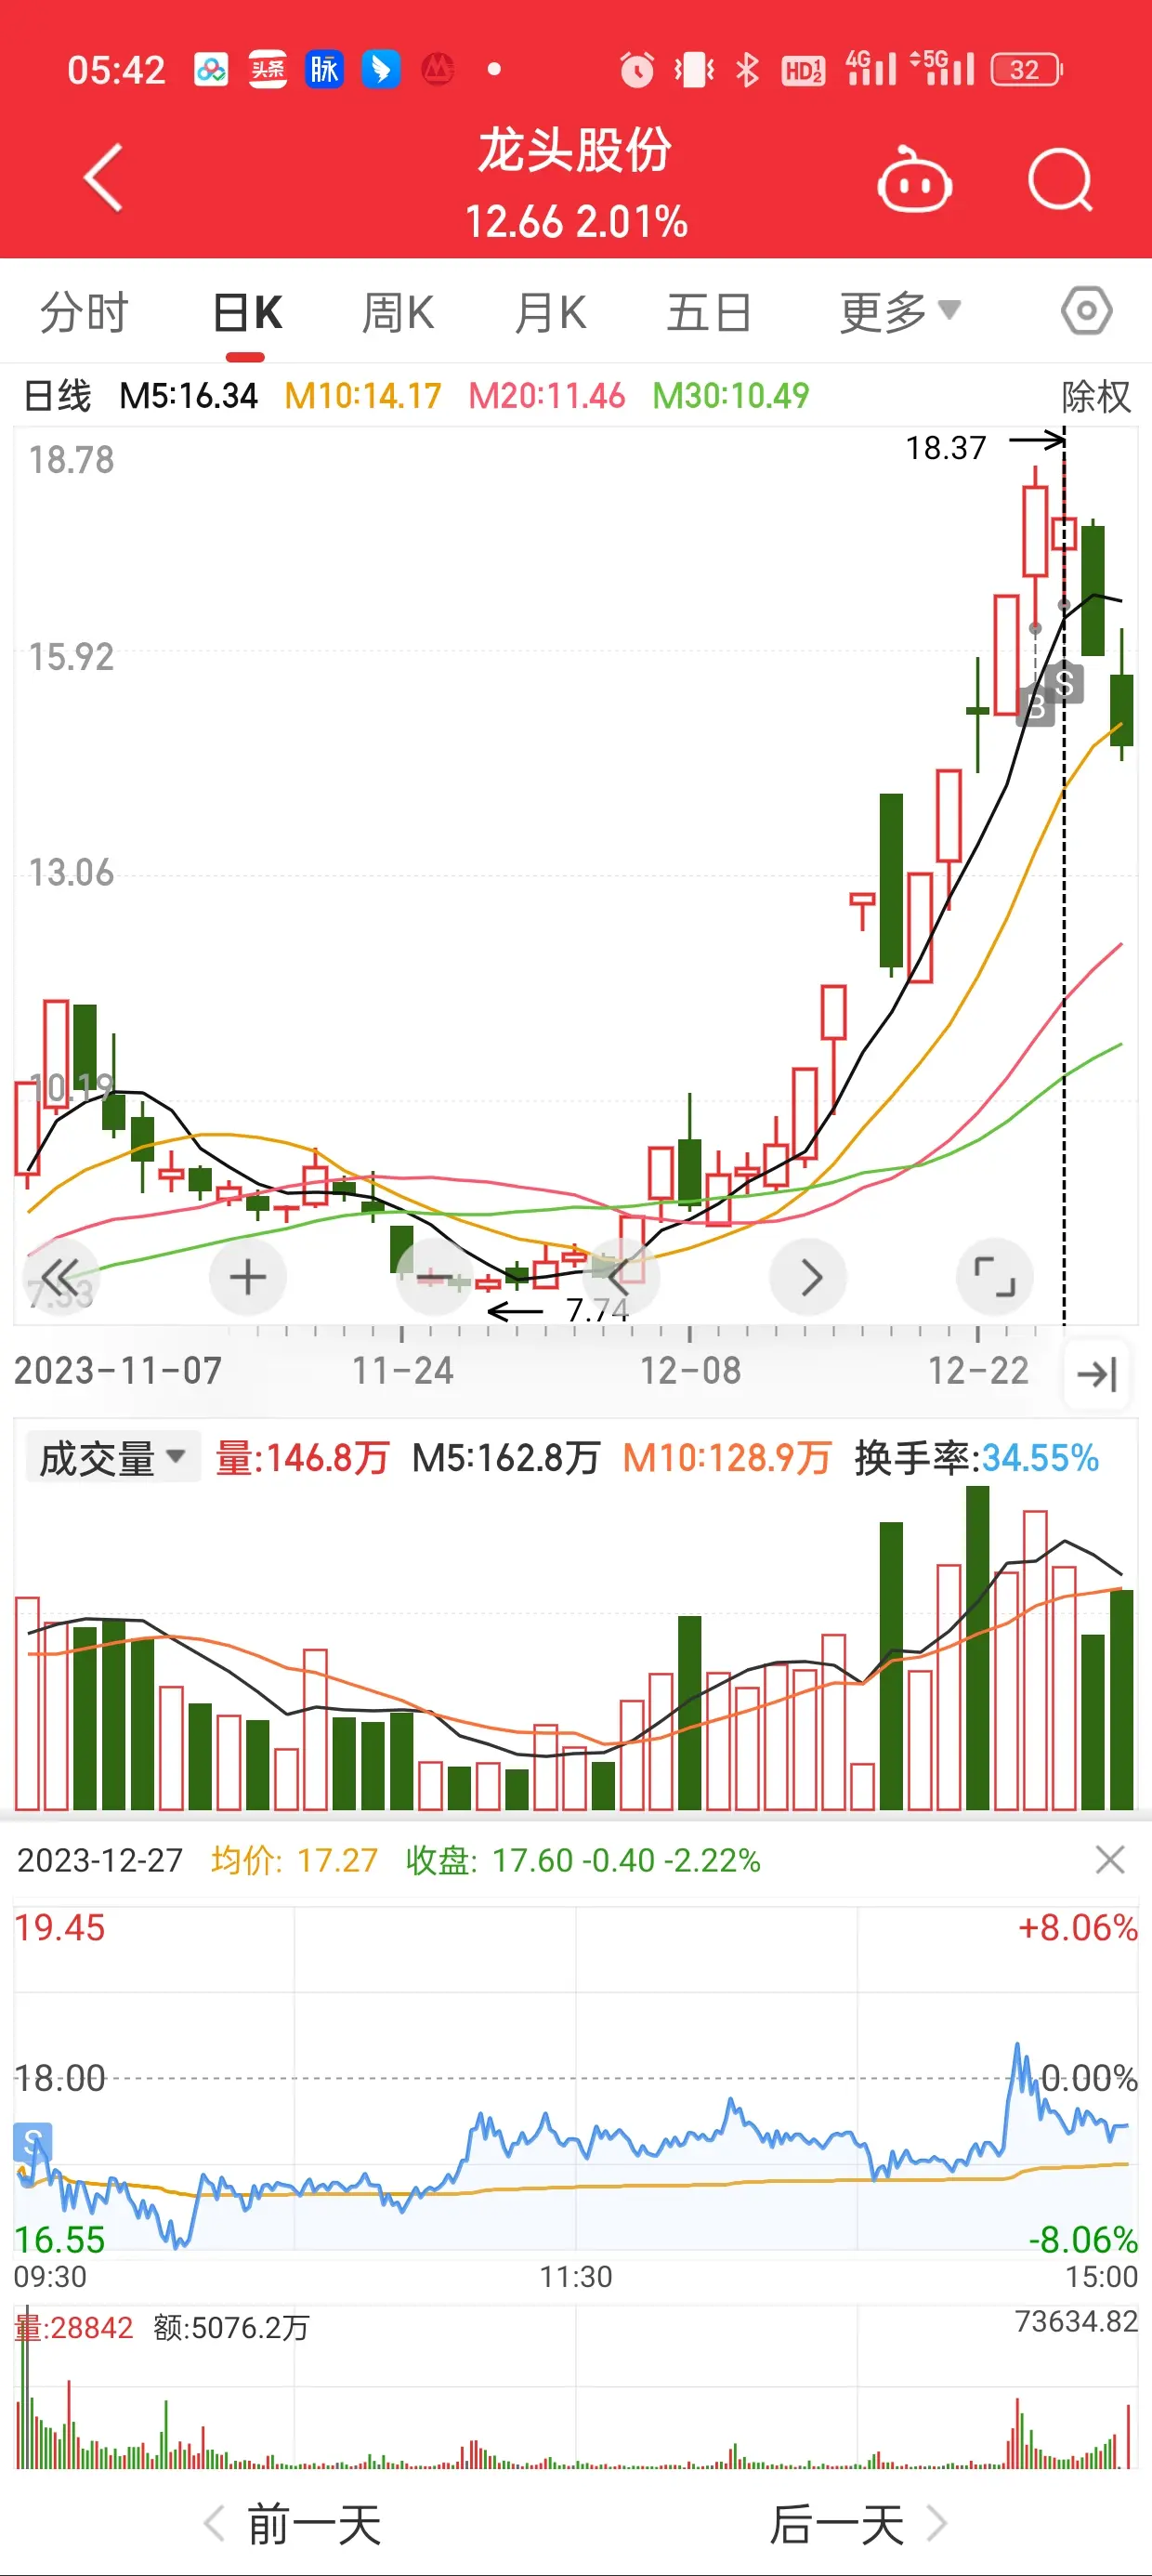 05:42 头条 脉 HD 1 2 4G 5G 32
龙头股份
12.66 2.01%
分时 日K 周K 月K 五日 更多
日线 M5:16.34 M10:14.17 M20:11.46 M30:10.49 除权
18.37
18.78
15.92
B S
13.06
10.19
7.53
7.74
2023-11-07 11-24 12-08 12-22
成交量 量:146.8万 M5:162.8万 M10:128.9万 换手率:34.55%
2023-12-27 均价: 17.27 收盘: 17.60 -0.40 -2.22%
19.45 +8.06%
18.00 0.00%
S
16.55 -8.06%
09:30 11:30 15:00
量:28842 额:5076.2万 73634.82
前一天 后一天